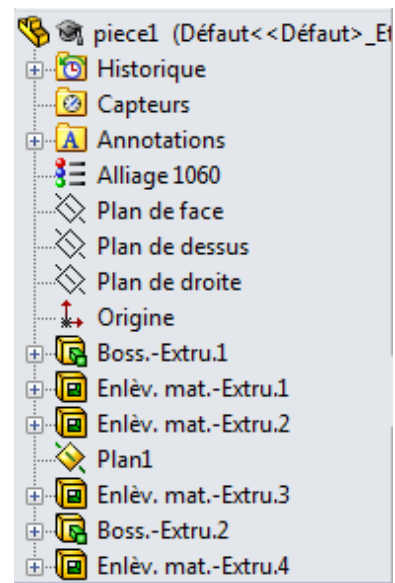 piece1 (Défaut<<Défaut>_Et
Historique
Capteurs
Annotations
Alliage 1060
Plan de face
Plan de dessus
Plan de droite
Origine
Boss.-Extru.1
Enlèv. mat.-Extru.1
Enlèv. mat.-Extru.2
Plan1
Enlèv. mat.-Extru.3
Boss.-Extru.2
Enlèv. mat.-Extru.4